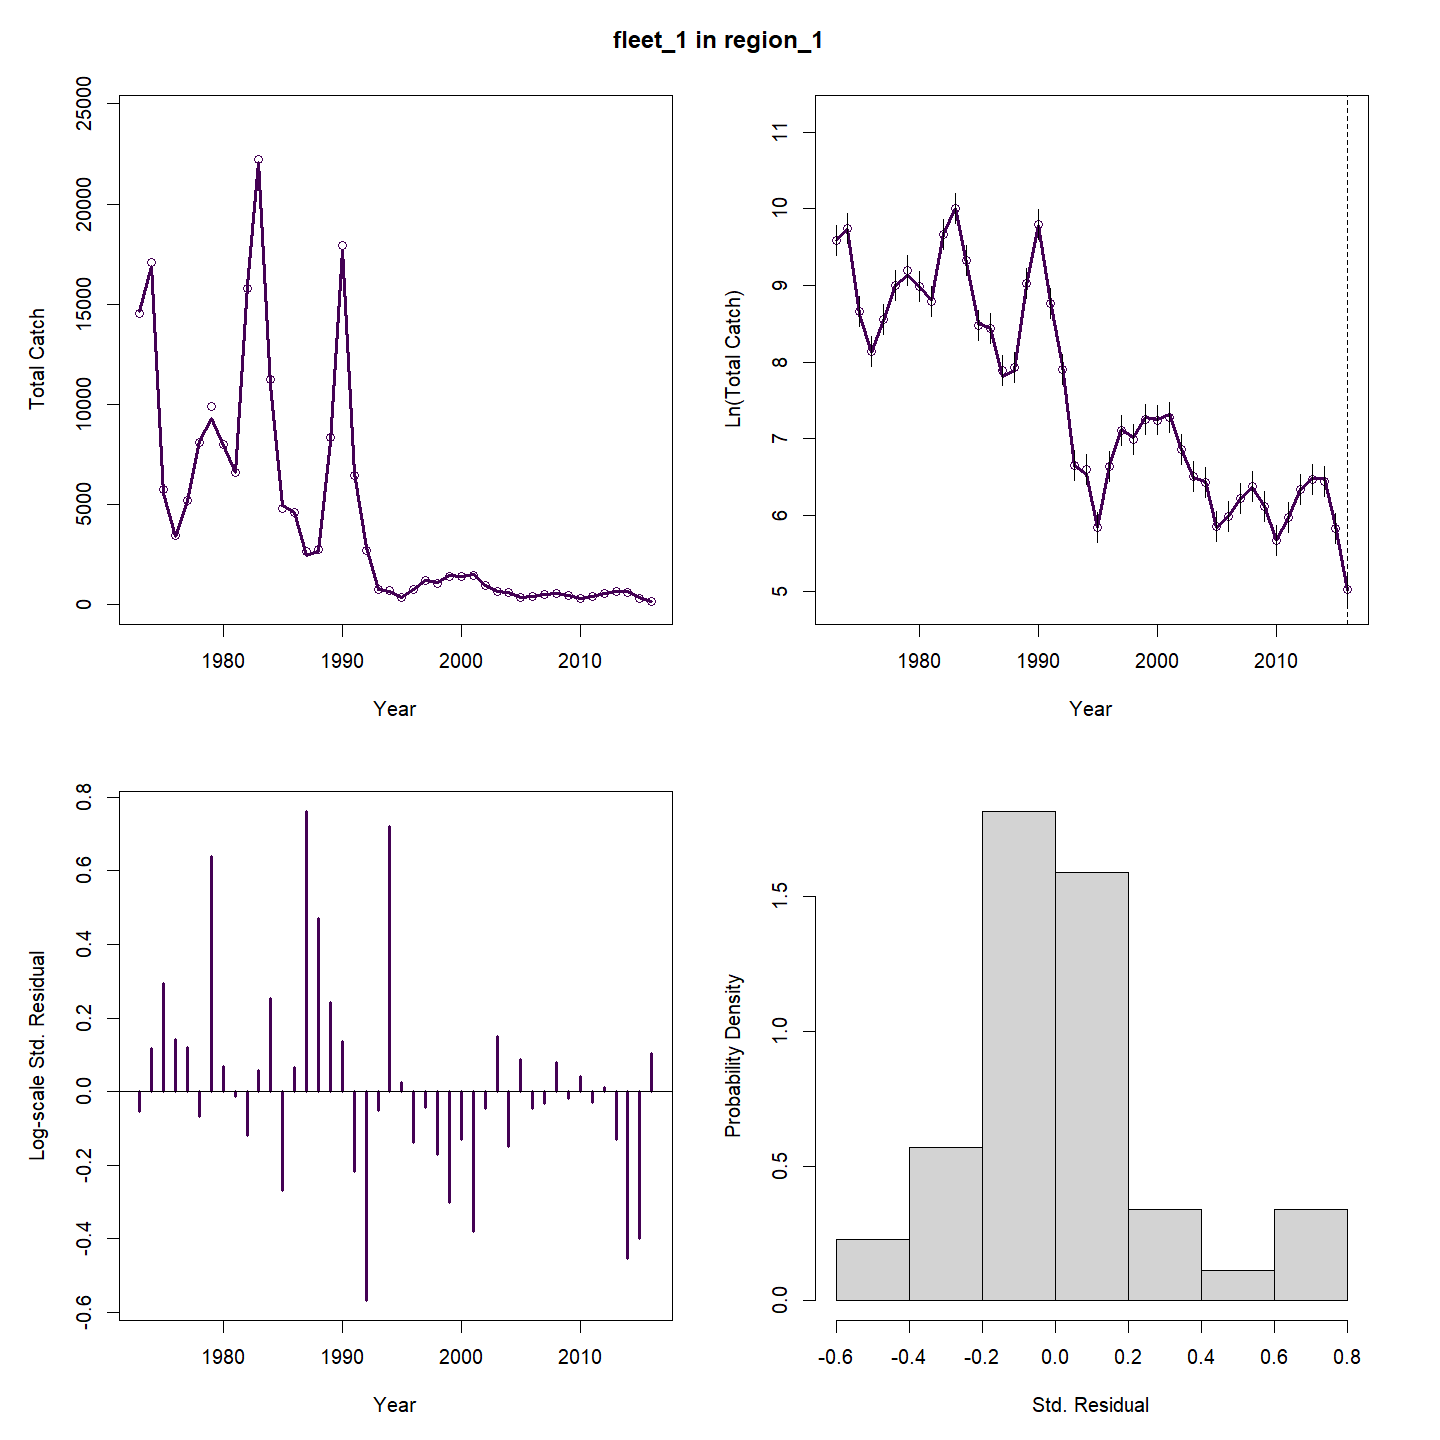 fleet_1 in region_1
Total Catch
25000
20000
15000
10000
5000
0
1980 1990 2000 2010
Year
Ln(Total Catch)
11
10
9
8
7
6
5
1980 1990 2000 2010
Year
Log-scale Std. Residual
0.8
0.6
0.4
0.2
0.0
-0.2
-0.4
-0.6
1980 1990 2000 2010
Year
Probability Density
1.5
1.0
0.5
0.0
-0.6 -0.4 -0.2 0.0 0.2 0.4 0.6 0.8
Std. Residual